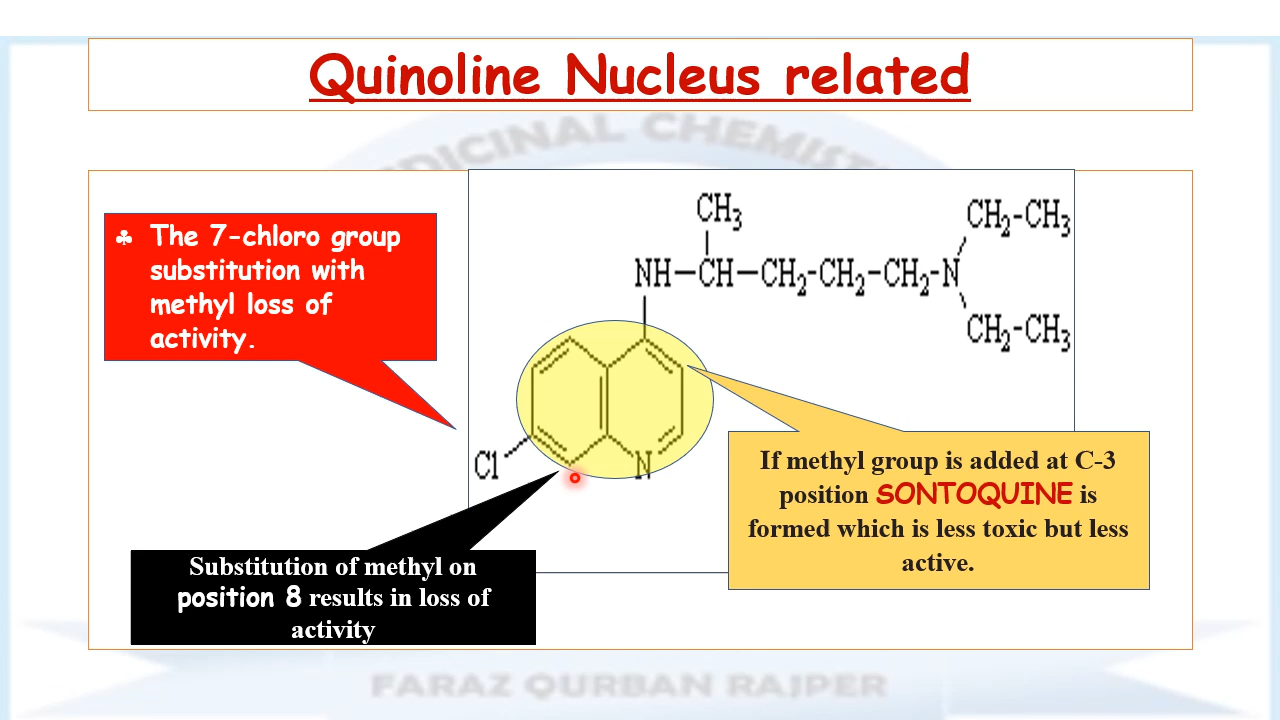 Quinoline Nucleus related
MEDICINAL CHEMISTRY
♣ The 7-chloro group
substitution with
methyl loss of
activity.
CH3
CH2-CH3
NH-CH-CH2-CH2-CH2-N
CH2-CH3
Cl
N
If methyl group is added at C-3
position SONTOQUINE is
formed which is less toxic but less
active.
Substitution of methyl on
position 8 results in loss of
activity
FARAZ QURBAN RAJPER